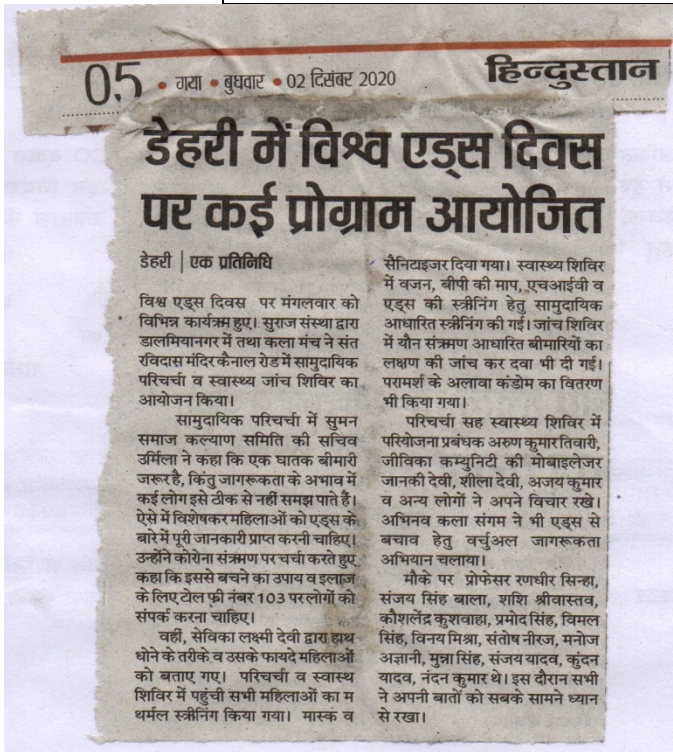 05 • गया • बुधवार • 02 दिसंबर 2020
हिन्दुस्तान
डेहरी में विश्व एड्स दिवस
पर कई प्रोग्राम आयोजित
डेहरी | एक प्रतिनिधि
विश्व एड्स दिवस पर मंगलवार को
विभिन्न कार्यक्रम हुए। सुराज संस्था द्वारा
डालमियानगर में तथा कला मंच ने संत
रविदास मंदिर कैनाल रोड में सामुदायिक
परिचर्चा व स्वास्थ्य जांच शिविर का
आयोजन किया।
सामुदायिक परिचर्चा में सुमन
समाज कल्याण समिति की सचिव
उर्मिला ने कहा कि एक घातक बीमारी
जरूर है, किंतु जागरूकता के अभाव में
कई लोग इसे ठीक से नहीं समझ पाते हैं।
ऐसे में विशेषकर महिलाओं को एड्स के
बारे में पूरी जानकारी प्राप्त करनी चाहिए।
उन्होंने कोरोना संक्रमण पर चर्चा करते हुए
कहा कि इससे बचने का उपाय व इलाज
के लिए टोल फ्री नंबर 103 पर लोगों को
संपर्क करना चाहिए।
वहीं, सेविका लक्ष्मी देवी द्वारा हाथ
धोने के तरीके व उसके फायदे महिलाओं
को बताए गए। परिचर्चा व स्वास्थ
शिविर में पहुंची सभी महिलाओं का म
थर्मल स्त्रीनिंग किया गया। मास्क व
सैनिटाइजर दिया गया। स्वास्थ्य शिविर
में वजन, बीपी की माप, एचआईवी व
एड्स की स्त्रीनिंग हेतु सामुदायिक
आधारित स्त्रीनिंग की गई। जांच शिविर
में यौन संक्रमण आधारित बीमारियों का
लक्षण की जांच कर दवा भी दी गई।
परामर्श के अलावा कंडोम का वितरण
भी किया गया।
परिचर्चा सह स्वास्थ्य शिविर में
परियोजना प्रबंधक अरुण कुमार तिवारी,
जीविका कम्युनिटी की मोबाइलेजर
जानकी देवी, शीला देवी, अजय कुमार
व अन्य लोगों ने अपने विचार रखे।
अभिनव कला संगम ने भी एड्स से
बचाव हेतु वर्चुअल जागरूकता
अभियान चलाया।
मौके पर प्रोफेसर रणधीर सिन्हा,
संजय सिंह बाला, शशि श्रीवास्तव,
कौशलेंद्र कुशवाहा, प्रमोद सिंह, विमल
सिंह, विनय मिश्रा, संतोष नीरज, मनोज
अज्ञानी, मुन्ना सिंह, संजय यादव, कुंदन
यादव, नंदन कुमार थे। इस दौरान सभी
ने अपनी बातों को सबके सामने ध्यान
से रखा।